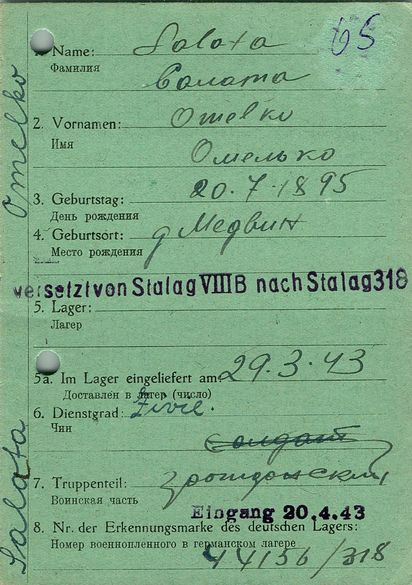 65
1. Name: Salata
Фамилия Салата
2. Vornamen: Omelko
Имя Омелько
3. Geburtstag: 20.7.1895
День рождения
4. Geburtsort: д Медвин
Место рождения
versetzt von Stalag VIII B nach Stalag 318
5. Lager:
Лагерь
5a. Im Lager eingeliefert am: 29.3.43
Доставлен в лагерь (число)
6. Dienstgrad: Zivil.
Чин солдат
7. Truppenteil: гражданский
Воинская часть
Eingang 20.4.43
8. Nr. der Erkennungsmarke des deutschen Lagers:
Номер военнопленного в германском лагере
44156/318
Salata Omelko